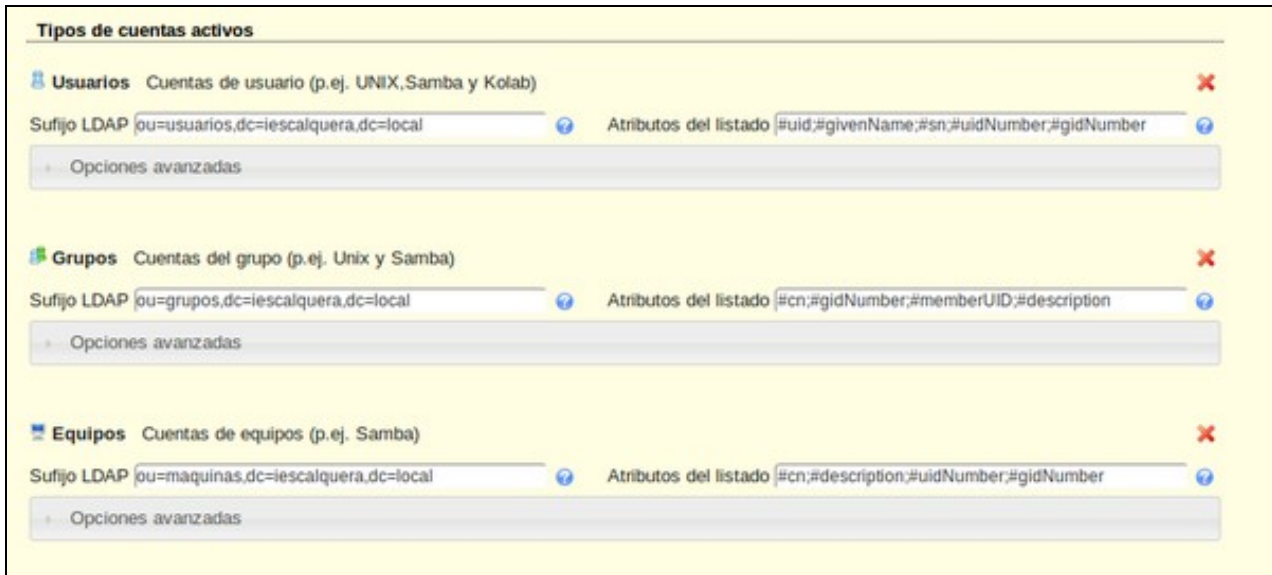 Tipos de cuentas activos
Usuarios Cuentas de usuario (p.ej. UNIX,Samba y Kolab)
Sufijo LDAP ou=usuarios,dc=iescalquera,dc=local Atributos del listado #uid;#givenName;#sn;#uidNumber;#gidNumber
Opciones avanzadas
Grupos Cuentas del grupo (p.ej. Unix y Samba)
Sufijo LDAP ou=grupos,dc=iescalquera,dc=local Atributos del listado #cn;#gidNumber;#memberUID;#description
Opciones avanzadas
Equipos Cuentas de equipos (p.ej. Samba)
Sufijo LDAP ou=maquinas,dc=iescalquera,dc=local Atributos del listado #cn;#description;#uidNumber;#gidNumber
Opciones avanzadas